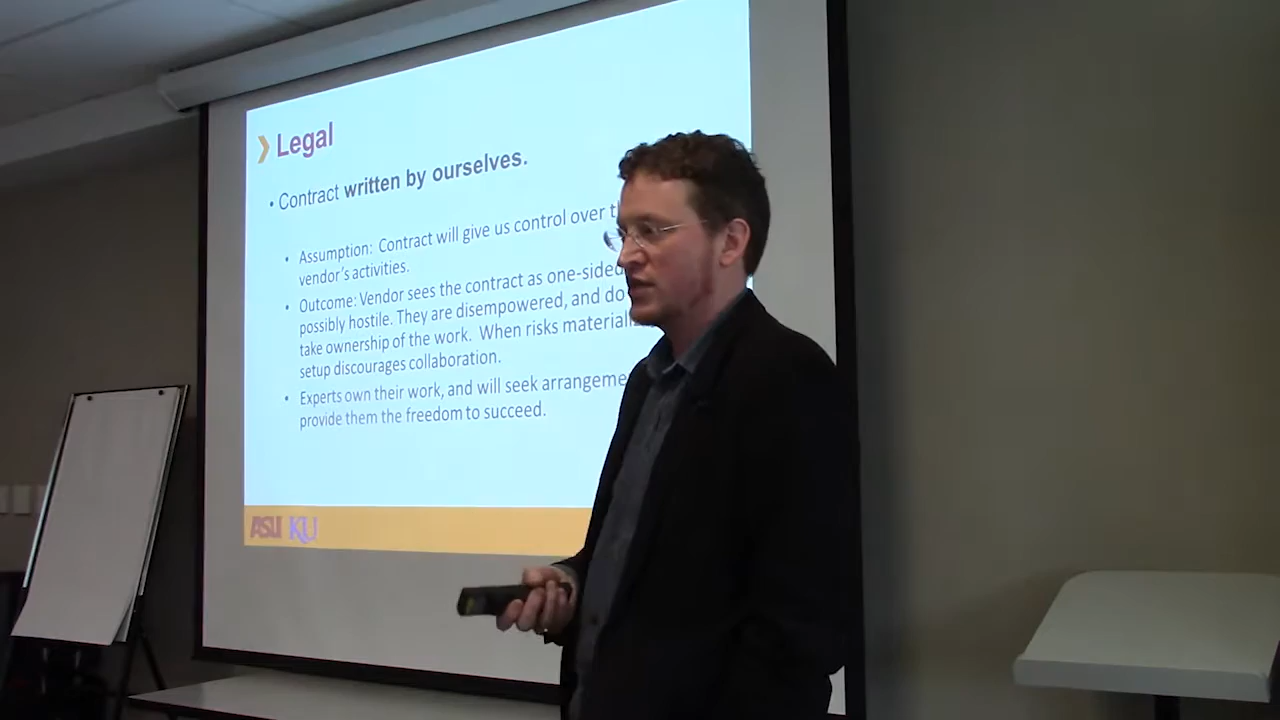 Legal
• Contract written by ourselves.
• Assumption: Contract will give us control over
vendor's activities.
• Outcome: Vendor sees the contract as one-sided
possibly hostile. They are disempowered, and do
take ownership of the work. When risks
setup discourages collaboration.
• Experts own their work, and will seek
provide them the freedom to succeed.
ASU KU